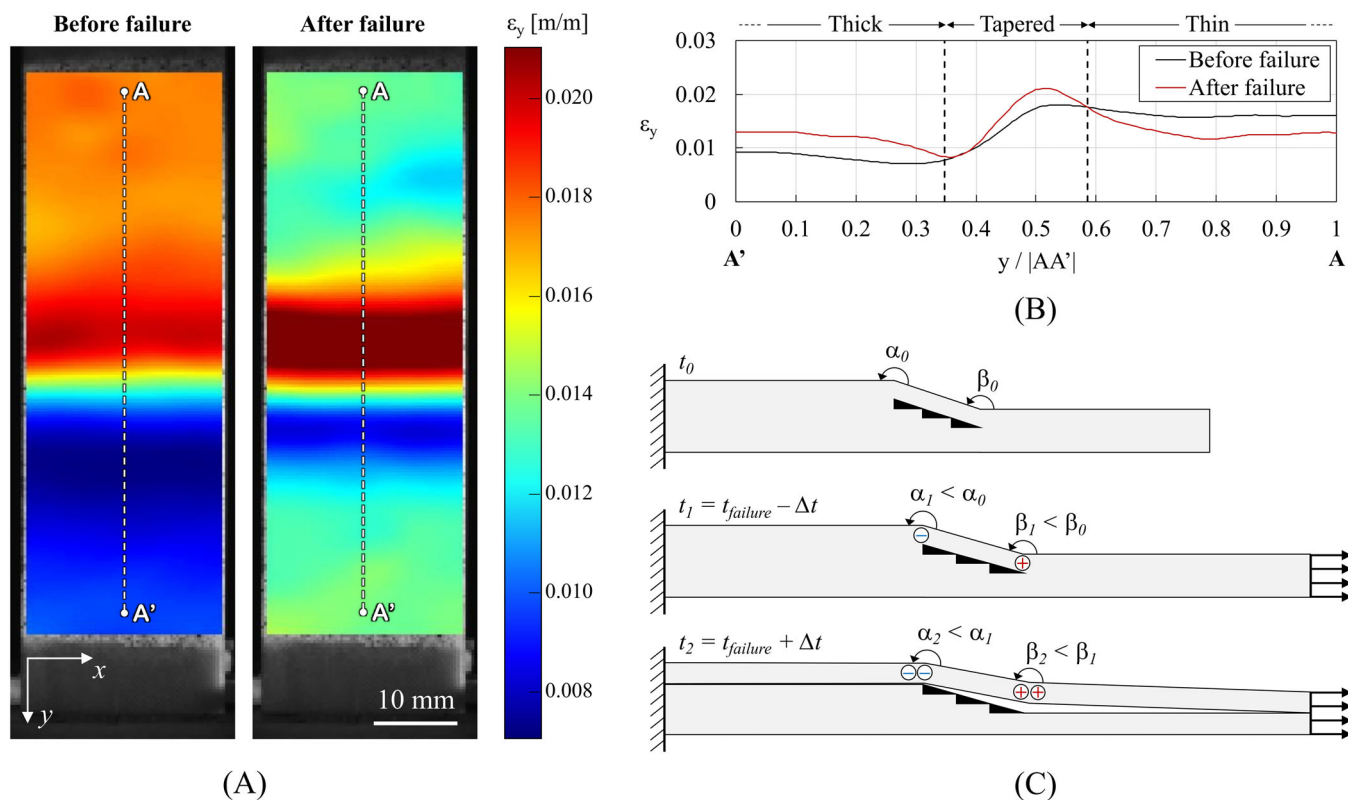 Before failure
After failure
εy [m/m]
A
A'
A
A'
x
y
10 mm
0.020
0.018
0.016
0.014
0.012
0.010
0.008
(A)
Thick
Tapered
Thin
0.03
0.02
0.01
0
εy
Before failure
After failure
0 0.1 0.2 0.3 0.4 0.5 0.6 0.7 0.8 0.9 1
A' y / |AA'| A
(B)
t0
α0
β0
t1 = tfailure − Δt
α1 < α0
β1 < β0
−
+
t2 = tfailure + Δt
α2 < α1
β2 < β1
− −
+ +
(C)